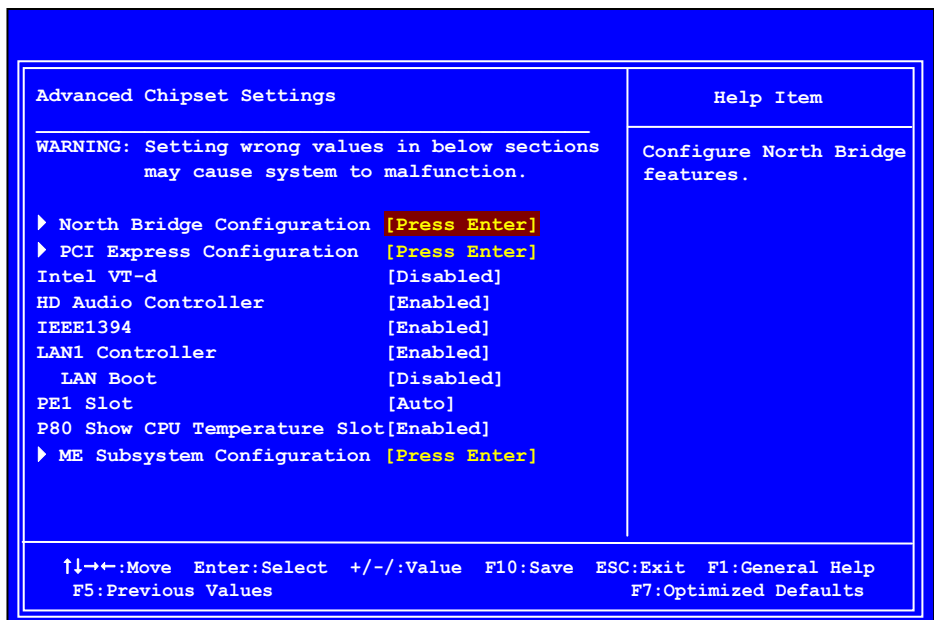 Advanced Chipset Settings
Help Item
WARNING: Setting wrong values in below sections
may cause system to malfunction.
Configure North Bridge
features.
North Bridge Configuration [Press Enter]
PCI Express Configuration [Press Enter]
Intel VT-d [Disabled]
HD Audio Controller [Enabled]
IEEE1394 [Enabled]
LAN1 Controller [Enabled]
LAN Boot [Disabled]
PE1 Slot [Auto]
P80 Show CPU Temperature Slot[Enabled]
ME Subsystem Configuration [Press Enter]
↑↓→←:Move Enter:Select +/-/:Value F10:Save ESC:Exit F1:General Help
F5:Previous Values F7:Optimized Defaults